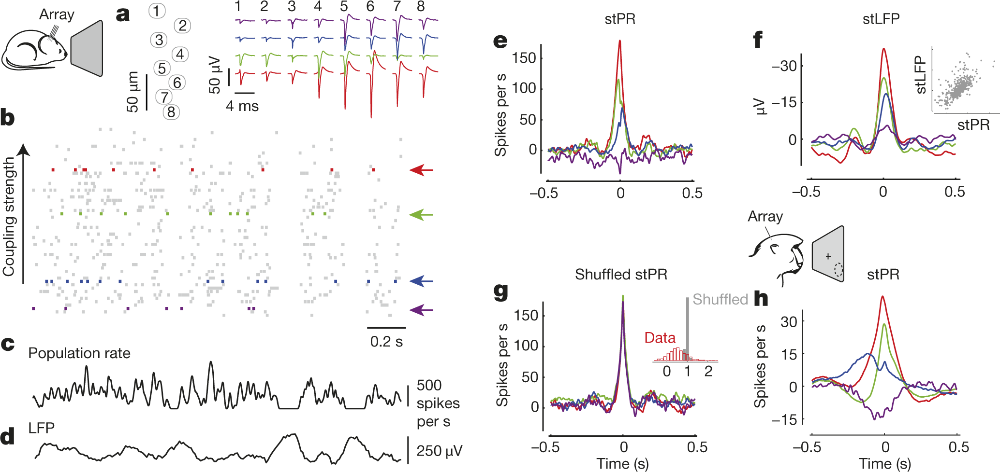 Array
a
1
2
3
4
5
6
7
8
50 µm
1 2 3 4 5 6 7 8
50 µV
4 ms
b
Coupling strength
0.2 s
c
Population rate
500
spikes
per s
d
LFP
250 µV
e
stPR
Spikes per s
150
100
50
0
−0.5 0 0.5
f
stLFP
µV
−30
−15
0
−0.5 0 0.5
stLFP
stPR
g
Shuffled stPR
Spikes per s
150
100
50
0
−0.5 0 0.5
Time (s)
Shuffled
Data
0 1 2
Array
h
stPR
Spikes per s
30
15
0
−15
−0.5 0 0.5
Time (s)